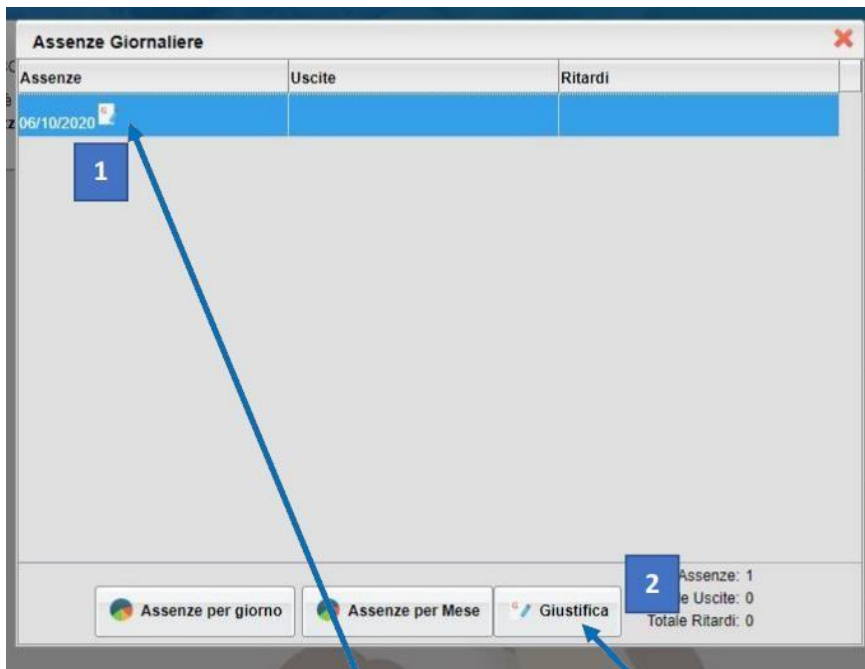 Assenze Giornaliere
Assenze Uscite Ritardi
06/10/2020
1
2
Assenze: 1
e Uscite: 0
Totale Ritardi: 0
Assenze per giorno Assenze per Mese Giustifica